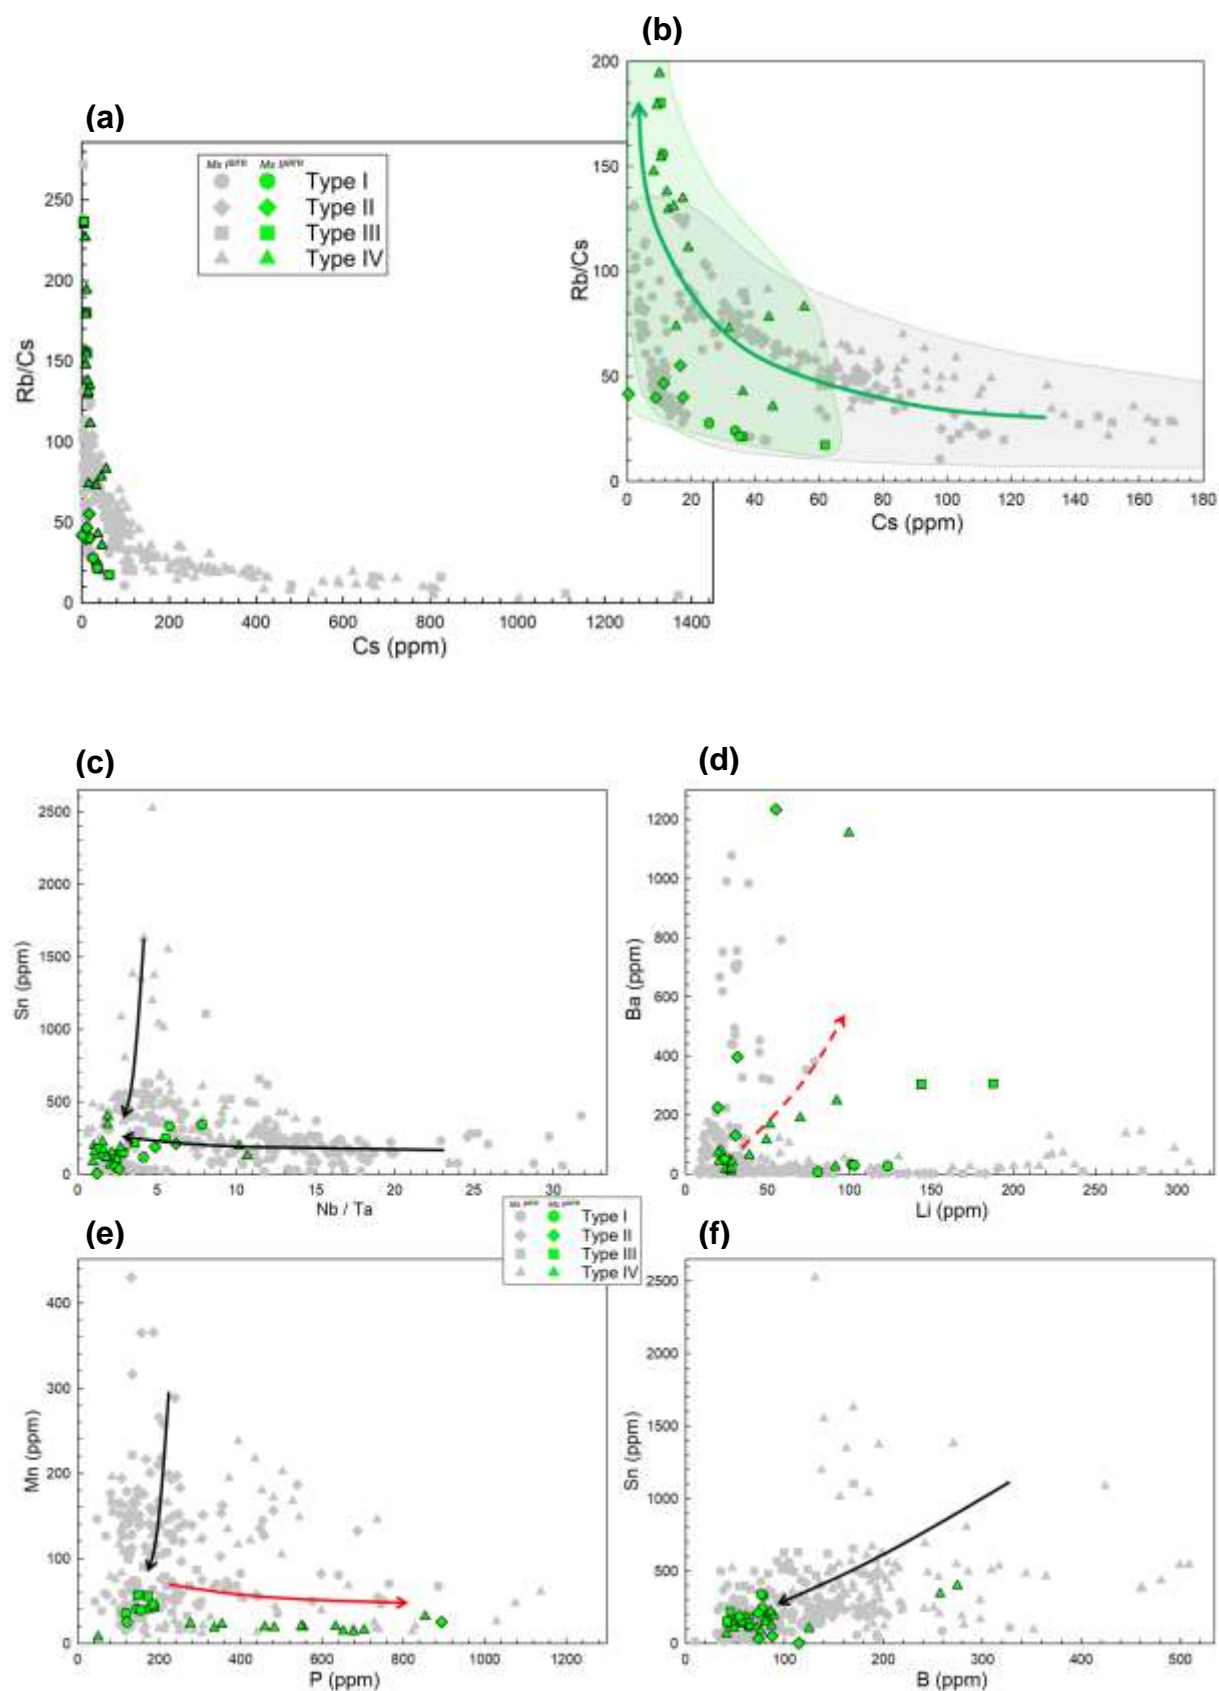 (b)
200
150
100
50
0
Rb/Cs
0 20 40 60 80 100 120 140 160 180
Cs (ppm)
(a)
250
200
150
100
50
0
Rb/Cs
Type I
Type II
Type III
Type IV
0 200 400 600 800 1000 1200 1400
Cs (ppm)
(c)
2500
2000
1500
1000
500
0
Sn (ppm)
0 5 10 15 20 25 30
Nb / Ta
(d)
1200
1000
800
600
400
200
0
Ba (ppm)
0 50 100 150 200 250 300
Li (ppm)
Type I
Type II
Type III
Type IV
(e)
400
300
200
100
0
Mn (ppm)
0 200 400 600 800 1000 1200
P (ppm)
(f)
2500
2000
1500
1000
500
0
Sn (ppm)
0 100 200 300 400 500
B (ppm)